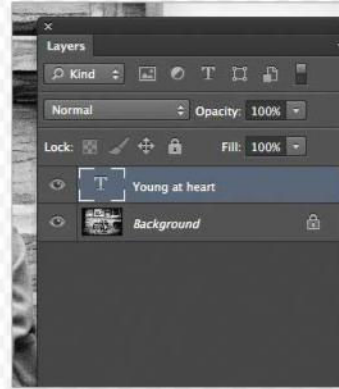 Layers
Kind
Normal Opacity: 100%
Lock: Fill: 100%
T Young at heart
Background